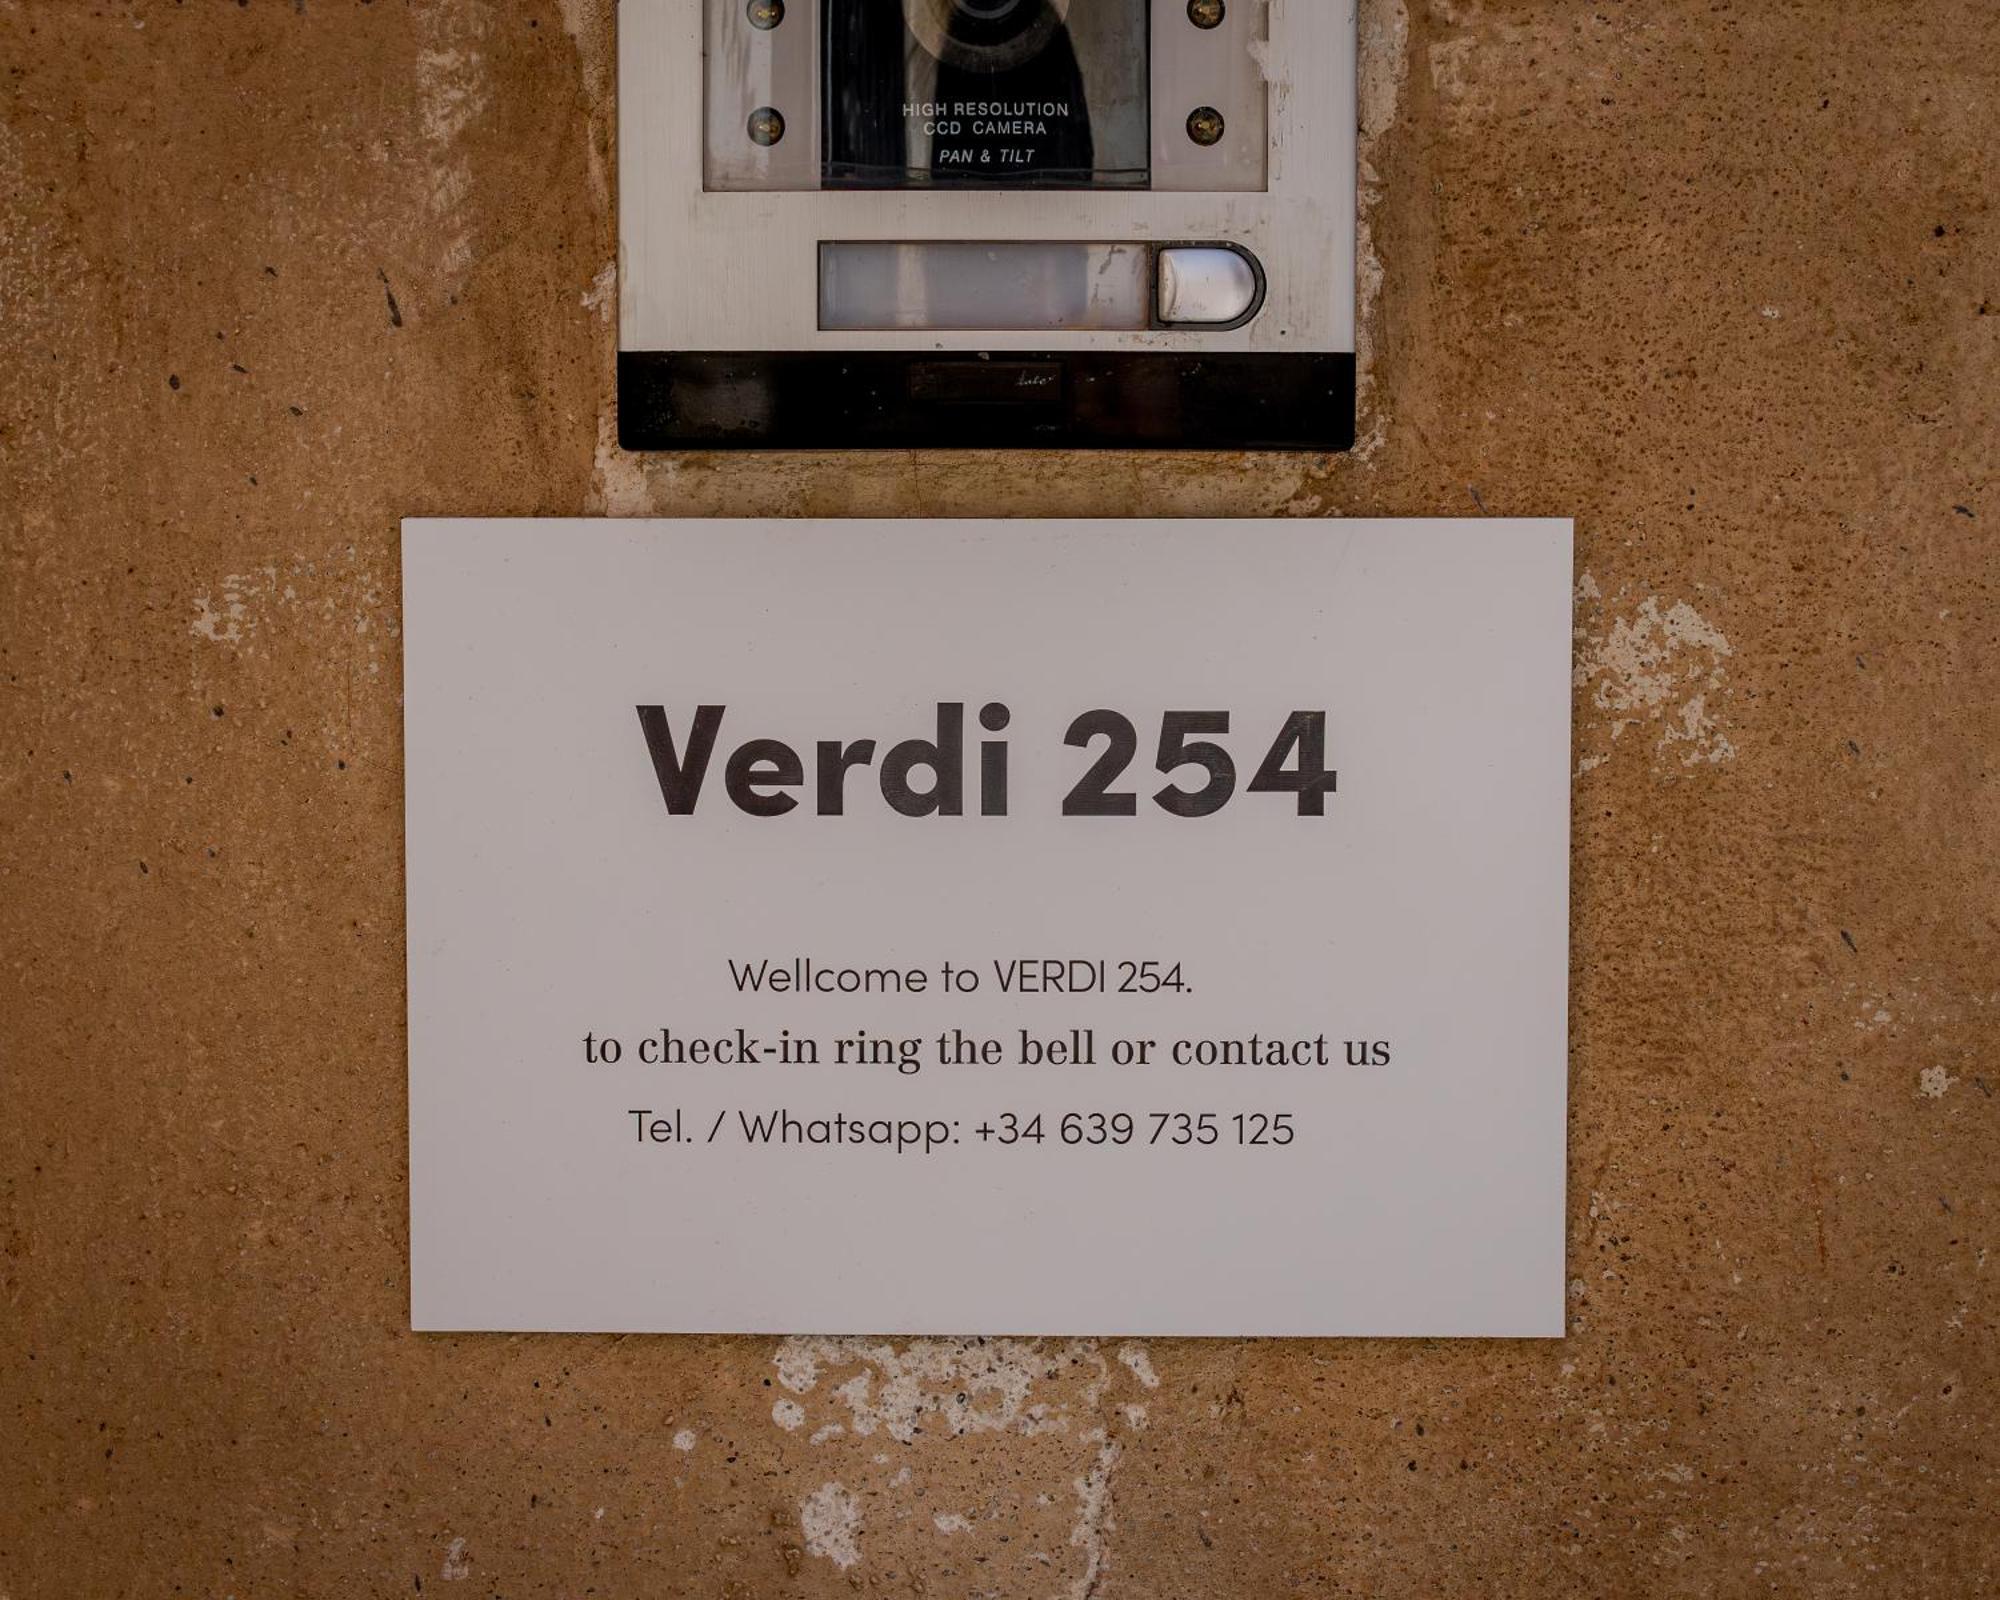 HIGH RESOLUTION
CCD CAMERA
PAN & TILT
Verdi 254
Wellcome to VERDI 254.
to check-in ring the bell or contact us
Tel. / Whatsapp: +34 639 735 125